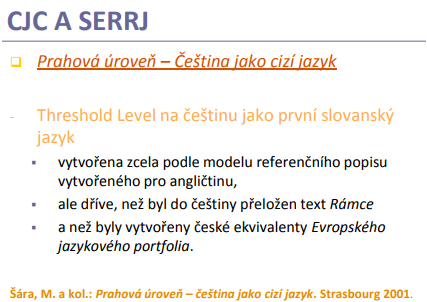 CJC A SERRJ
Prahová úroveň – Čeština jako cizí jazyk
- Threshold Level na češtinu jako první slovanský
jazyk
▪ vytvořena zcela podle modelu referenčního popisu
vytvořeného pro angličtinu,
▪ ale dříve, než byl do češtiny přeložen text Rámce
▪ a než byly vytvořeny české ekvivalenty Evropského
jazykového portfolia.
Šára, M. a kol.: Prahová úroveň – čeština jako cizí jazyk. Strasbourg 2001.